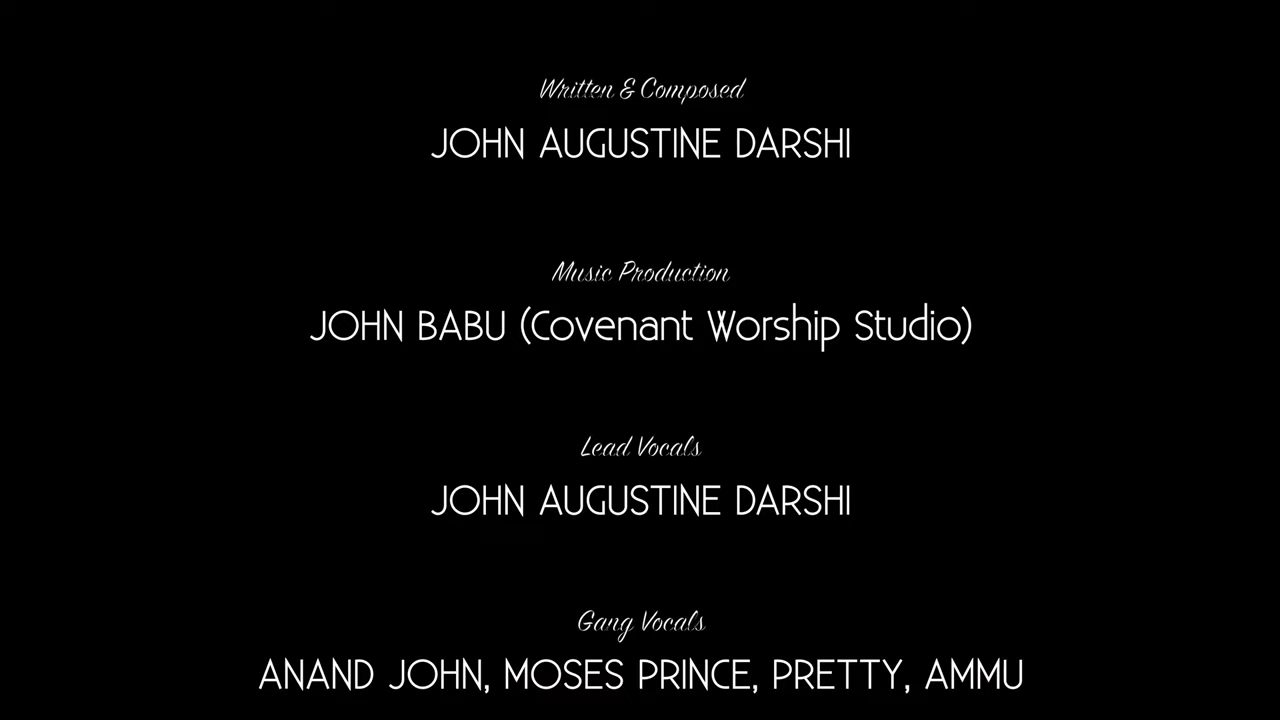 Written & Composed
JOHN AUGUSTINE DARSHI
Music Production
JOHN BABU (Covenant Worship Studio)
Lead Vocals
JOHN AUGUSTINE DARSHI
Gang Vocals
ANAND JOHN, MOSES PRINCE, PRETTY, AMMU